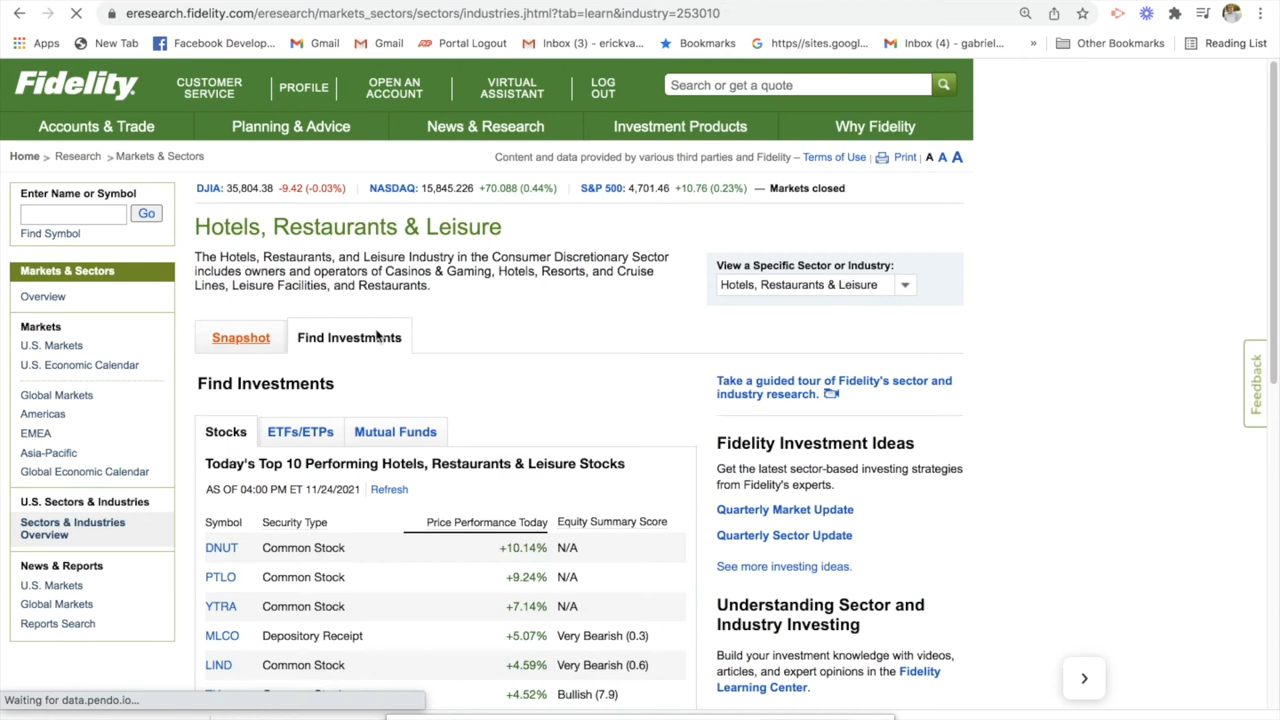 eresearch.fidelity.com/eresearch/markets_sectors/sectors/industries.jhtml?tab=learn&industry=253010
Apps
New Tab
Facebook Develop...
Gmail
Gmail
Portal Logout
Inbox (3) - erickva...
Bookmarks
https//sites.googl...
Inbox (4) - gabriel...
»
Other Bookmarks
Reading List
Fidelity
CUSTOMER SERVICE
PROFILE
OPEN AN ACCOUNT
VIRTUAL ASSISTANT
LOG OUT
Search or get a quote
Accounts & Trade
Planning & Advice
News & Research
Investment Products
Why Fidelity
Home > Research > Markets & Sectors
Content and data provided by various third parties and Fidelity – Terms of Use | Print A A A
Enter Name or Symbol
Go
Find Symbol
Markets & Sectors
Overview
Markets
U.S. Markets
U.S. Economic Calendar
Global Markets
Americas
EMEA
Asia-Pacific
Global Economic Calendar
U.S. Sectors & Industries
Sectors & Industries
Overview
News & Reports
U.S. Markets
Global Markets
Reports Search
DJIA: 35,804.38 -9.42 (-0.03%) | NASDAQ: 15,845.226 +70.088 (0.44%) | S&P 500: 4,701.46 +10.76 (0.23%) — Markets closed
Hotels, Restaurants & Leisure
The Hotels, Restaurants, and Leisure Industry in the Consumer Discretionary Sector
includes owners and operators of Casinos & Gaming, Hotels, Resorts, and Cruise
Lines, Leisure Facilities, and Restaurants.
View a Specific Sector or Industry:
Hotels, Restaurants & Leisure
Snapshot
Find Investments
Find Investments
Stocks
ETFs/ETPs
Mutual Funds
Today's Top 10 Performing Hotels, Restaurants & Leisure Stocks
AS OF 04:00 PM ET 11/24/2021 | Refresh
Symbol Security Type Price Performance Today Equity Summary Score
DNUT Common Stock +10.14% N/A
PTLO Common Stock +9.24% N/A
YTRA Common Stock +7.14% N/A
MLCO Depository Receipt +5.07% Very Bearish (0.3)
LIND Common Stock +4.59% Very Bearish (0.6)
+4.52% Bullish (7.9)
Take a guided tour of Fidelity's sector and
industry research.
Fidelity Investment Ideas
Get the latest sector-based investing strategies
from Fidelity's experts.
Quarterly Market Update
Quarterly Sector Update
See more investing ideas.
Understanding Sector and
Industry Investing
Build your investment knowledge with videos,
articles, and expert opinions in the Fidelity
Learning Center.
Feedback
Waiting for data.pendo.io...